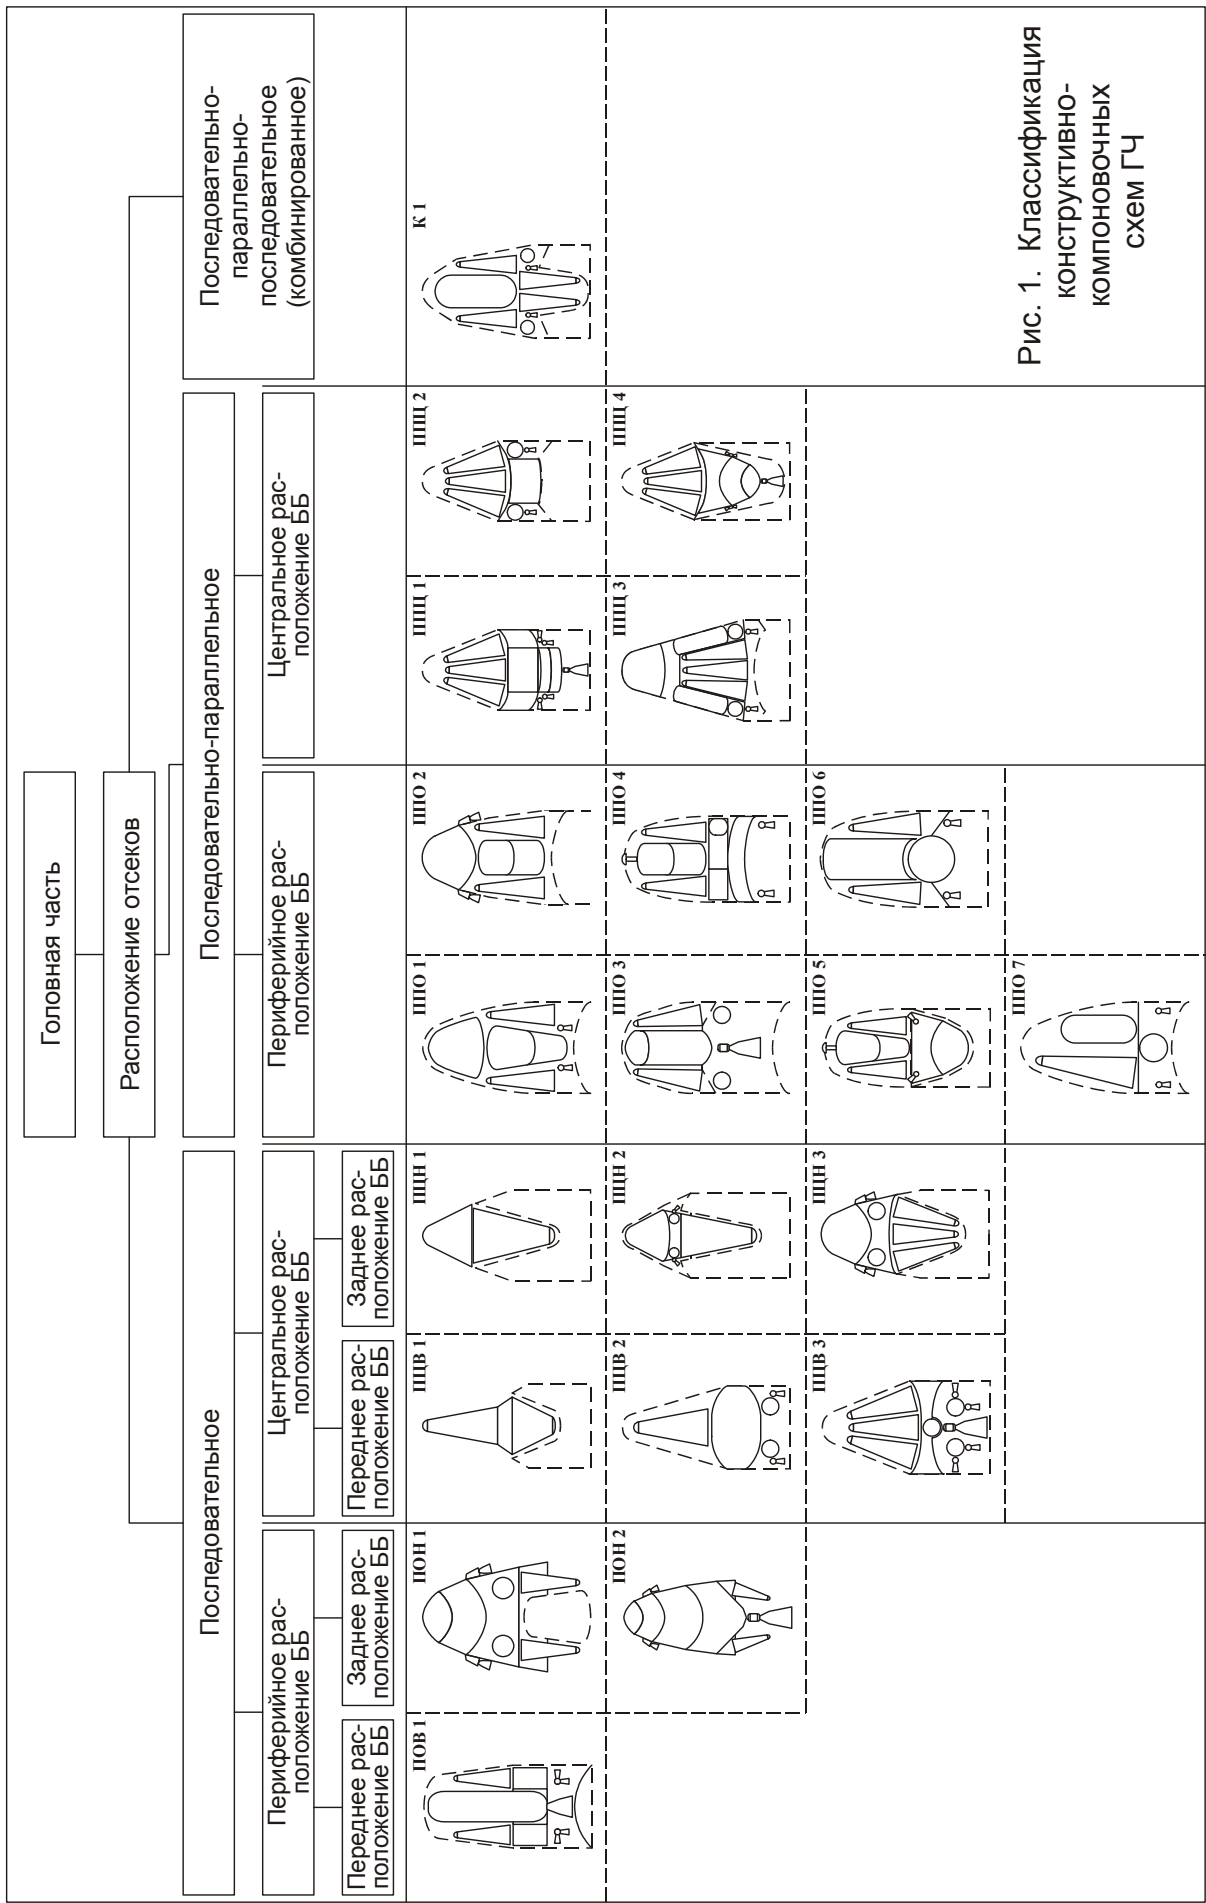 Головная часть
Расположение отсеков
Последовательное
Последовательно-параллельное
Последовательно-
параллельно-
последовательное
(комбинированное)
Периферийное рас-
положение ББ
Центральное рас-
положение ББ
Периферийное рас-
положение ББ
Центральное рас-
положение ББ
Переднее рас-
положение ББ
Заднее рас-
положение ББ
Переднее рас-
положение ББ
Заднее рас-
положение ББ
ПОВ 1
ПОН 1
ПЦВ 1
ПЦН 1
ППО 1
ППО 2
ППЦ 1
ППЦ 2
К 1
ПОН 2
ПЦВ 2
ПЦН 2
ППО 3
ППО 4
ППЦ 3
ППЦ 4
ПЦВ 3
ПЦН 3
ППО 5
ППО 6
ППО 7
Рис. 1. Классификация
конструктивно-
компоновочных
схем ГЧ